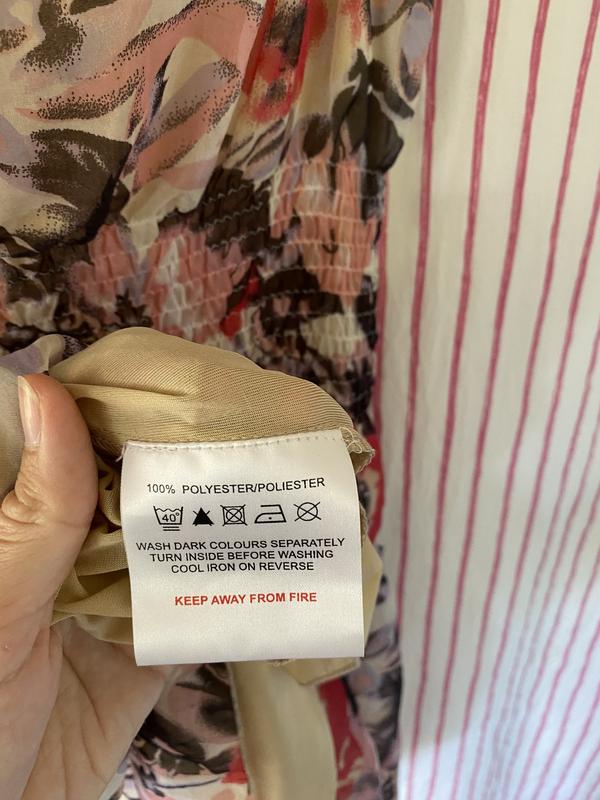 100% POLYESTER/POLIESTER
40°
WASH DARK COLOURS SEPARATELY
TURN INSIDE BEFORE WASHING
COOL IRON ON REVERSE
KEEP AWAY FROM FIRE